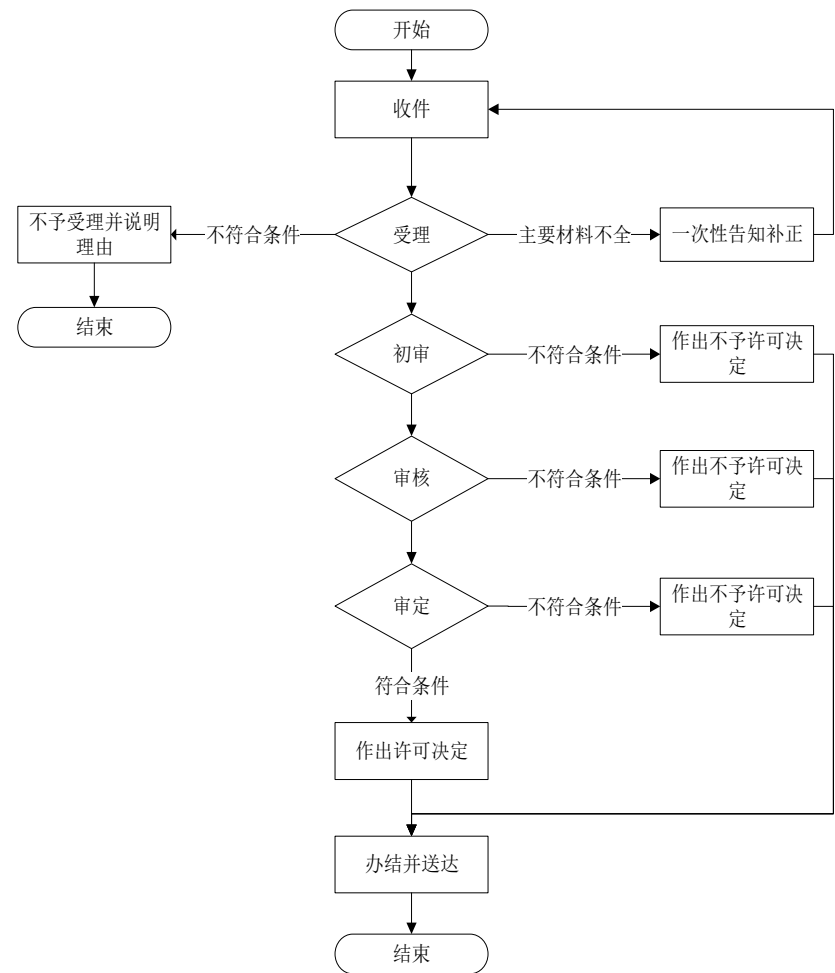 开始
收件
不予受理并说明
理由
不符合条件
受理
主要材料不全
一次性告知补正
结束
初审
不符合条件
作出不予许可决
定
审核
不符合条件
作出不予许可决
定
审定
不符合条件
作出不予许可决
定
符合条件
作出许可决定
办结并送达
结束